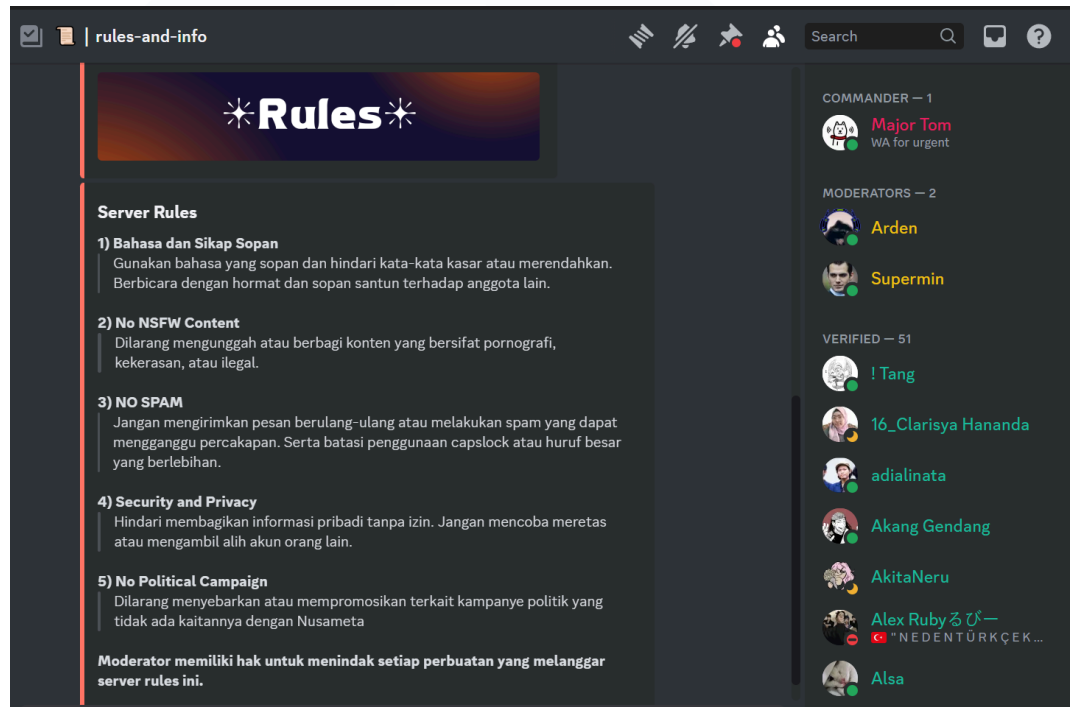 | rules-and-info
Search
✳Rules✳
Server Rules
1) Bahasa dan Sikap Sopan
Gunakan bahasa yang sopan dan hindari kata-kata kasar atau merendahkan.
Berbicara dengan hormat dan sopan santun terhadap anggota lain.
2) No NSFW Content
Dilarang mengunggah atau berbagi konten yang bersifat pornografi,
kekerasan, atau ilegal.
3) NO SPAM
Jangan mengirimkan pesan berulang-ulang atau melakukan spam yang dapat
mengganggu percakapan. Serta batasi penggunaan capslock atau huruf besar
yang berlebihan.
4) Security and Privacy
Hindari membagikan informasi pribadi tanpa izin. Jangan mencoba meretas
atau mengambil alih akun orang lain.
5) No Political Campaign
Dilarang menyebarkan atau mempromosikan terkait kampanye politik yang
tidak ada kaitannya dengan Nusameta
Moderator memiliki hak untuk menindak setiap perbuatan yang melanggar
server rules ini.
COMMANDER — 1
Major Tom
WA for urgent
MODERATORS — 2
Arden
Supermin
VERIFIED — 51
! Tang
16_Clarisya Hananda
adialinata
Akang Gendang
AkitaNeru
Alex Rubyるびー
"NEDENTÜRKÇEK...
Alsa